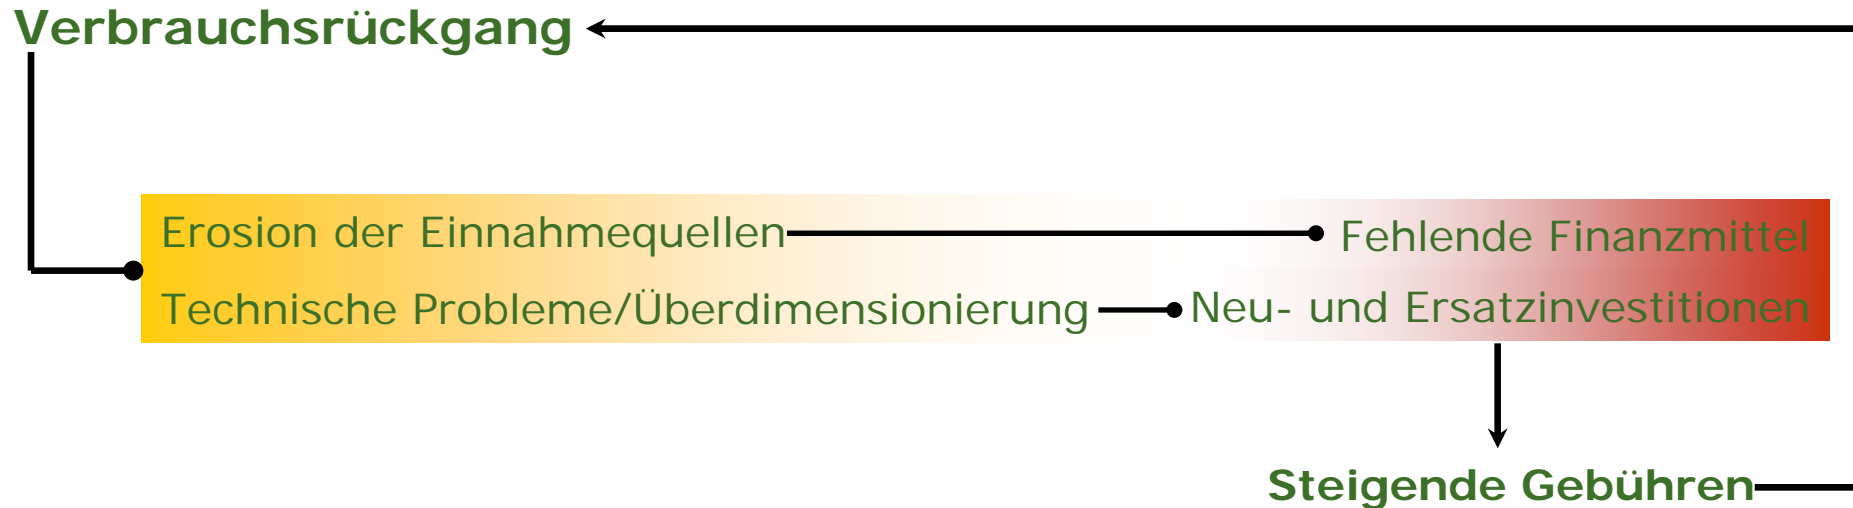 Verbrauchsrückgang
Erosion der Einnahmequellen
Fehlende Finanzmittel
Technische Probleme/Überdimensionierung
Neu- und Ersatzinvestitionen
Steigende Gebühren